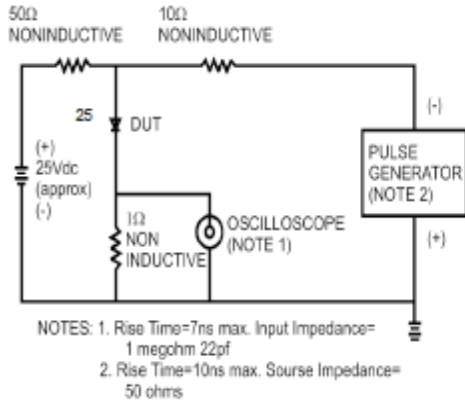 50Ω
NONINDUCTIVE
10Ω
NONINDUCTIVE
25
DUT
(+)
25Vdc
(approx)
(-)
1Ω
NON
INDUCTIVE
OSCILLOSCOPE
(NOTE 1)
(-)
PULSE
GENERATOR
(NOTE 2)
(+)
NOTES: 1. Rise Time=7ns max. Input Impedance=
1 megohm 22pf
2. Rise Time=10ns max. Sourse Impedance=
50 ohms